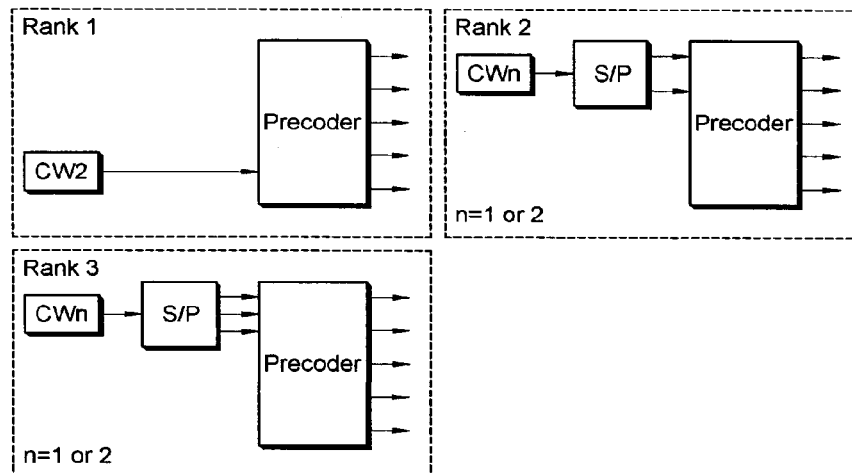 Rank 1
Precoder
CW2
Rank 2
CWn
S/P
Precoder
n=1 or 2
Rank 3
CWn
S/P
Precoder
n=1 or 2